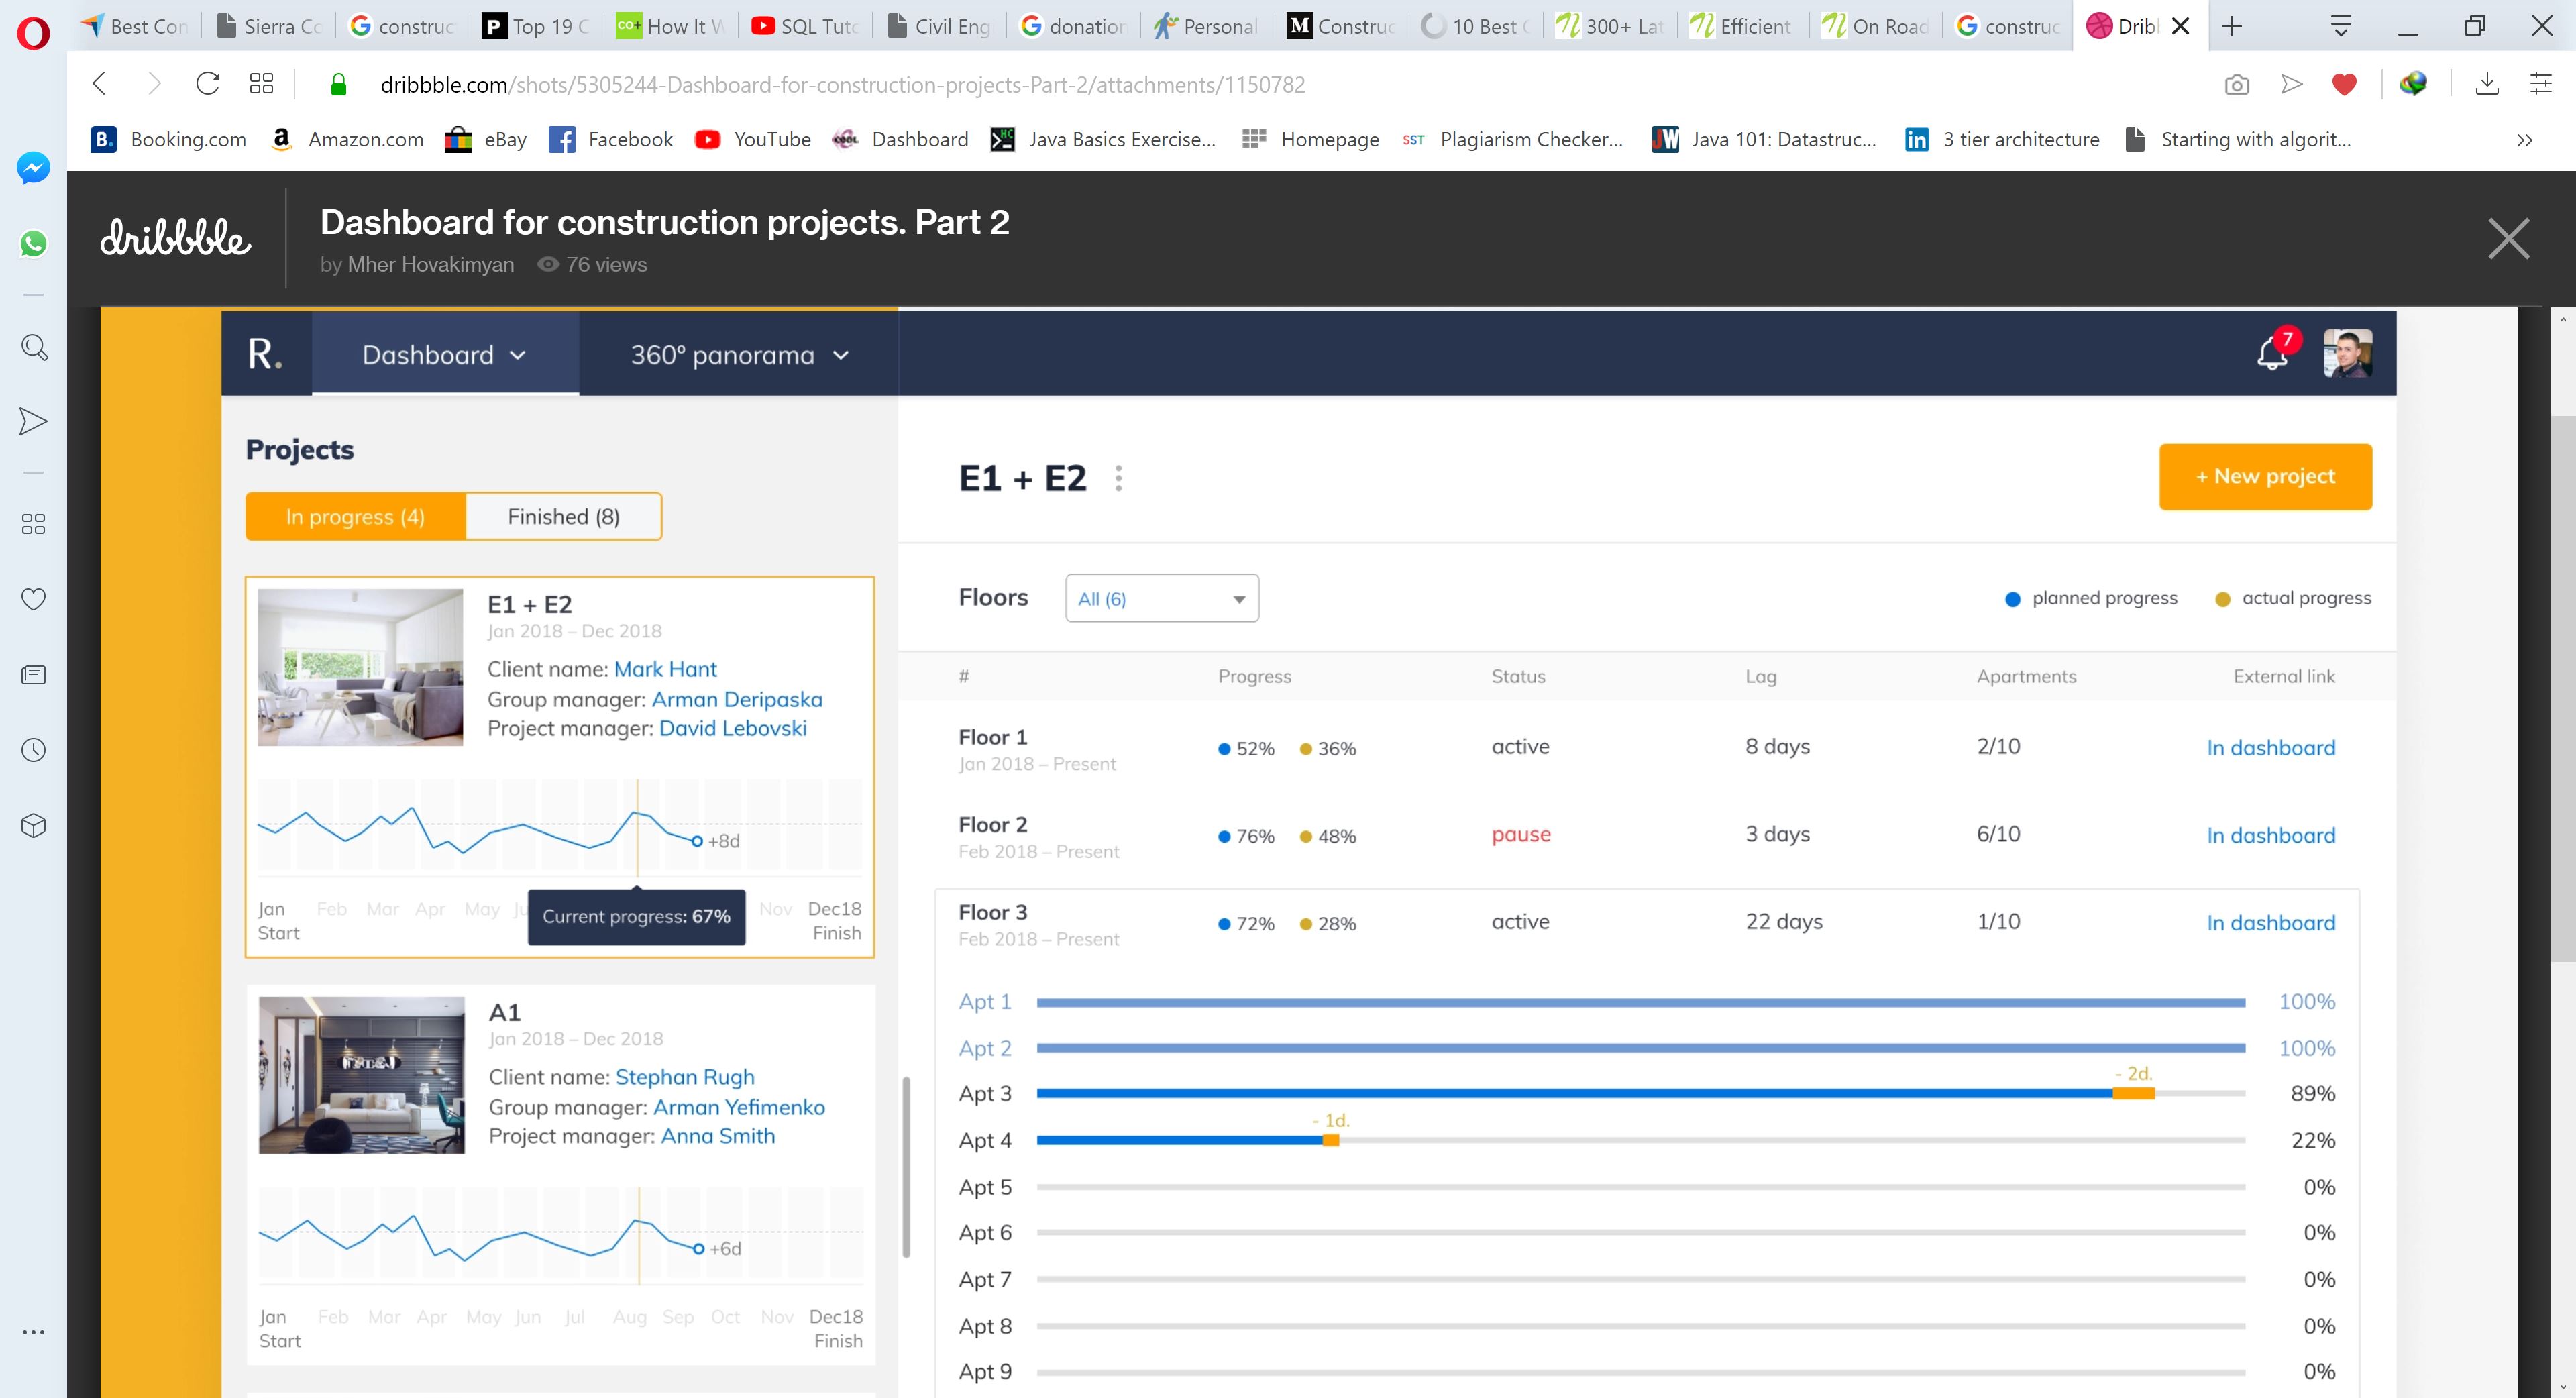 Best Con
Sierra Co
construc
Top 19 C
How It W
SQL Tuto
Civil Eng
donation
Personal
Construc
10 Best C
300+ Lat
Efficient
On Road
construc
Dribl
dribbble.com/shots/5305244-Dashboard-for-construction-projects-Part-2/attachments/1150782
Booking.com
Amazon.com
eBay
Facebook
YouTube
Dashboard
Java Basics Exercise...
Homepage
SST Plagiarism Checker...
Java 101: Datastruc...
3 tier architecture
Starting with algorit...
dribbble
Dashboard for construction projects. Part 2
by Mher Hovakimyan 76 views
R.
Dashboard
360° panorama
7
Projects
In progress (4)
Finished (8)
E1 + E2
Jan 2018 – Dec 2018
Client name: Mark Hant
Group manager: Arman Deripaska
Project manager: David Lebovski
+8d
Jan Feb Mar Apr May Ju Nov Dec18
Start Finish
Current progress: 67%
A1
Jan 2018 – Dec 2018
Client name: Stephan Rugh
Group manager: Arman Yefimenko
Project manager: Anna Smith
+6d
Jan Feb Mar Apr May Jun Jul Aug Sep Oct Nov Dec18
Start Finish
E1 + E2
+ New project
Floors All (6)
planned progress actual progress
# Progress Status Lag Apartments External link
Floor 1 52% 36% active 8 days 2/10 In dashboard
Jan 2018 – Present
Floor 2 76% 48% pause 3 days 6/10 In dashboard
Feb 2018 – Present
Floor 3 72% 28% active 22 days 1/10 In dashboard
Feb 2018 – Present
Apt 1 100%
Apt 2 100%
- 2d.
Apt 3 89%
- 1d.
Apt 4 22%
Apt 5 0%
Apt 6 0%
Apt 7 0%
Apt 8 0%
Apt 9 0%